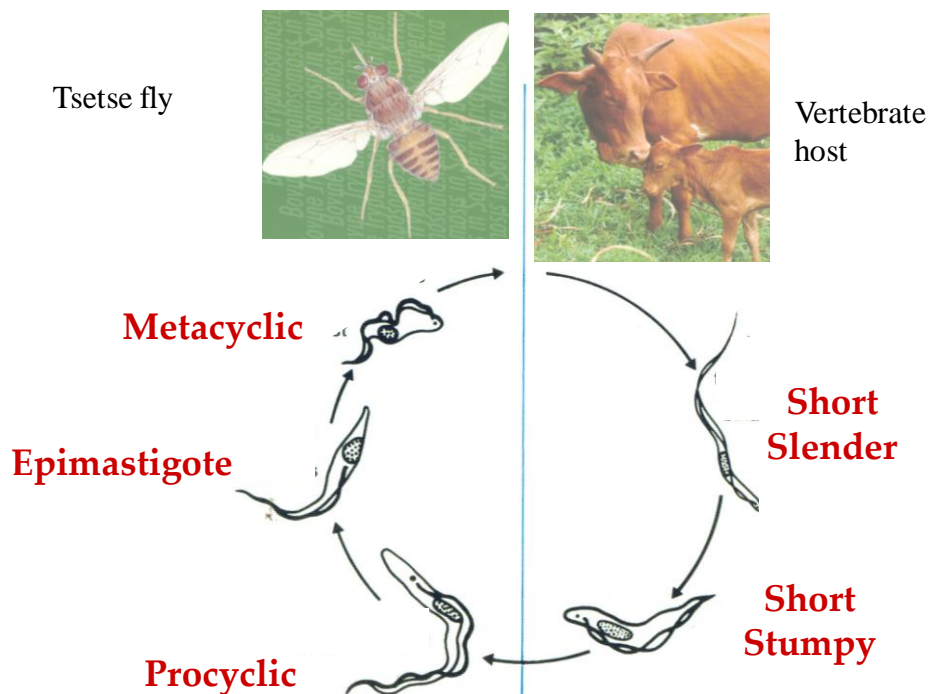 Tsetse fly
Vertebrate
host
Metacyclic
Short
Slender
Epimastigote
Short
Stumpy
Procyclic